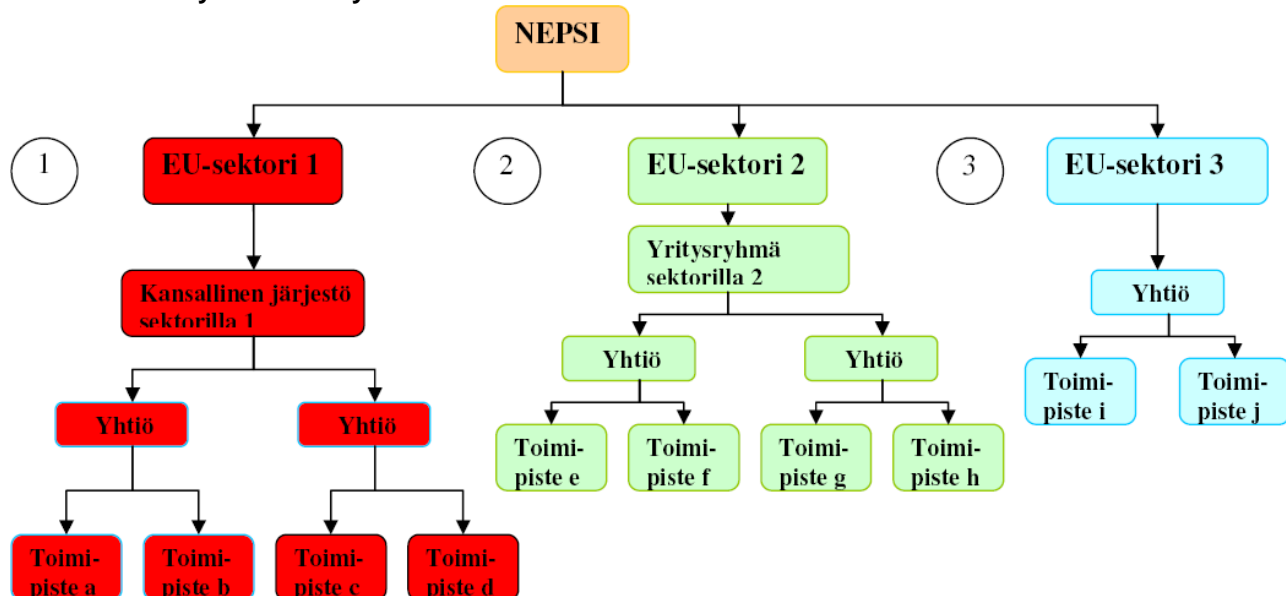 NEPSI
1
EU-sektori 1
2
EU-sektori 2
3
EU-sektori 3
Kansallinen järjestö
sektorilla 1
Yritysryhmä
sektorilla 2
Yhtiö
Yhtiö
Yhtiö
Yhtiö
Yhtiö
Toimi-
piste a
Toimi-
piste b
Toimi-
piste c
Toimi-
piste d
Toimi-
piste e
Toimi-
piste f
Toimi-
piste g
Toimi-
piste h
Toimi-
piste i
Toimi-
piste j